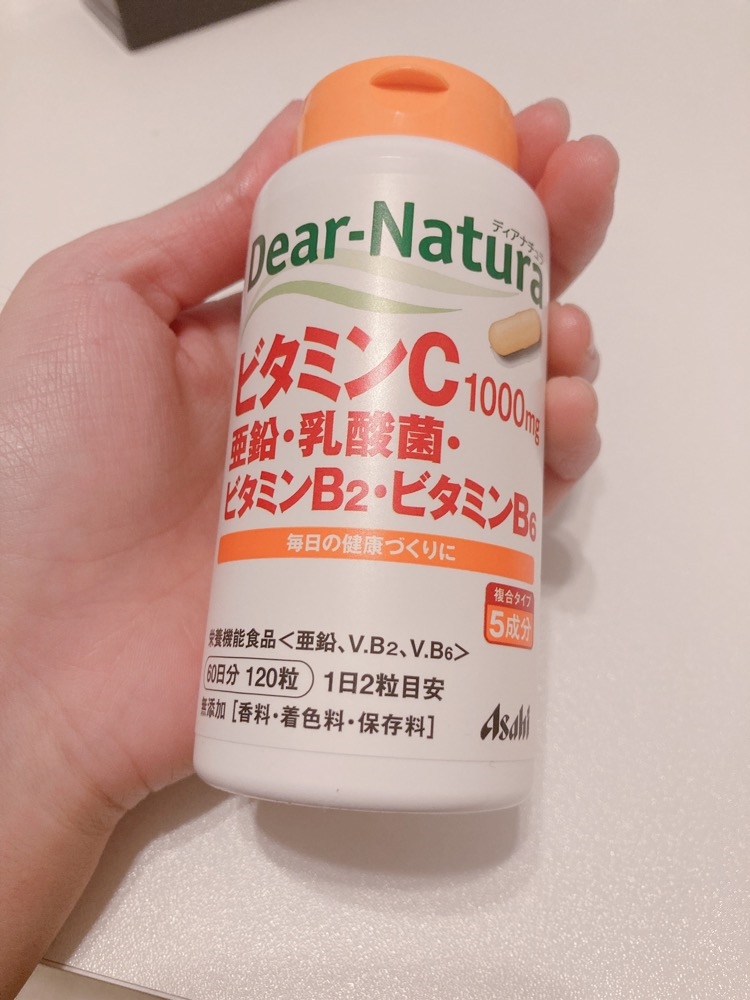 ディアナチュラ
Dear-Natura
ビタミンC 1000mg
亜鉛・乳酸菌・
ビタミンB2・ビタミンB6
毎日の健康づくりに
複合タイプ
5成分
栄養機能食品<亜鉛、V.B2、V.B6>
60日分 120粒 1日2粒目安
無添加 [香料・着色料・保存料]
Asahi